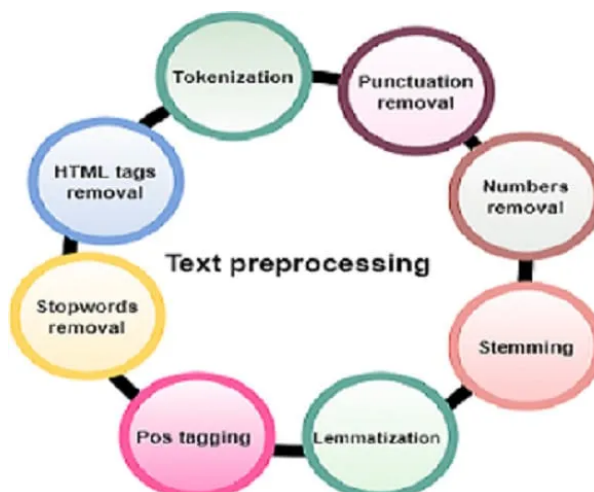 Tokenization
Punctuation
removal
HTML tags
removal
Numbers
removal
Text preprocessing
Stopwords
removal
Stemming
Pos tagging
Lemmatization